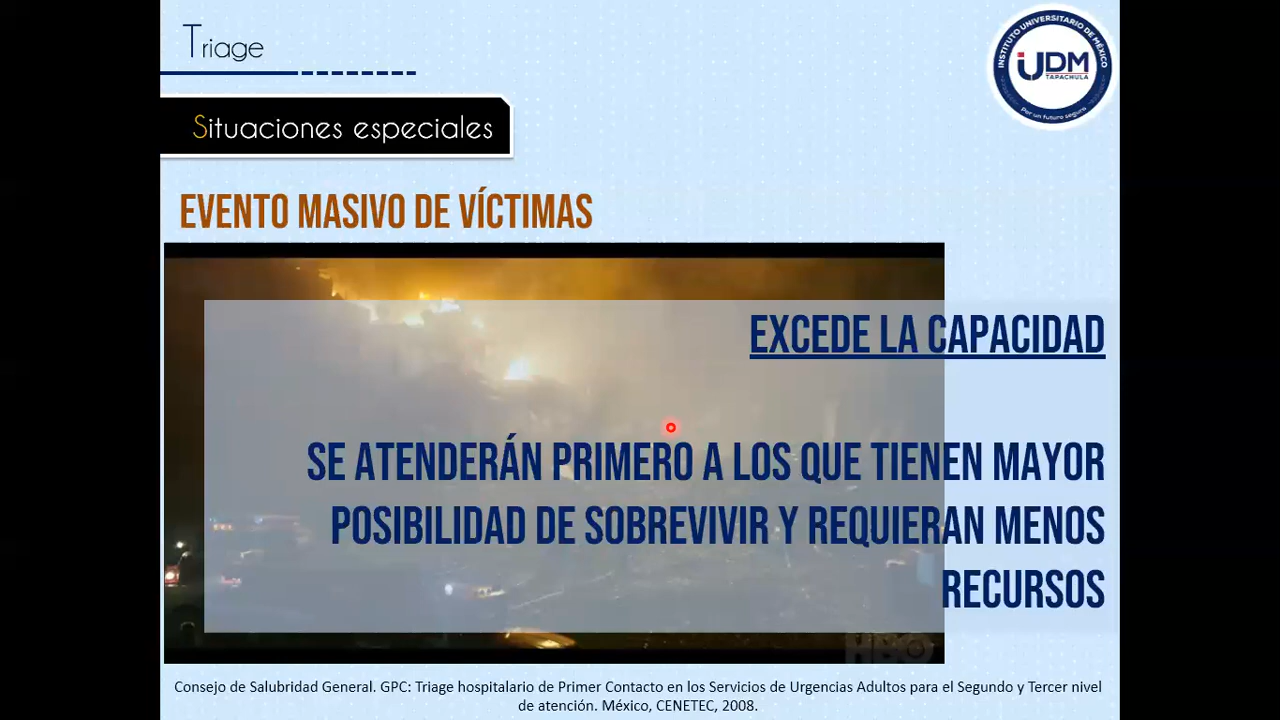 Triage
INSTITUTO UNIVERSITARIO DE MÉXICO
UDM
TAPACHULA
Por un futuro seguro
Situaciones especiales
EVENTO MASIVO DE VÍCTIMAS
EXCEDE LA CAPACIDAD
SE ATENDERÁN PRIMERO A LOS QUE TIENEN MAYOR
POSIBILIDAD DE SOBREVIVIR Y REQUIERAN MENOS
RECURSOS
HBO
Consejo de Salubridad General. GPC: Triage hospitalario de Primer Contacto en los Servicios de Urgencias Adultos para el Segundo y Tercer nivel
de atención. México, CENETEC, 2008.